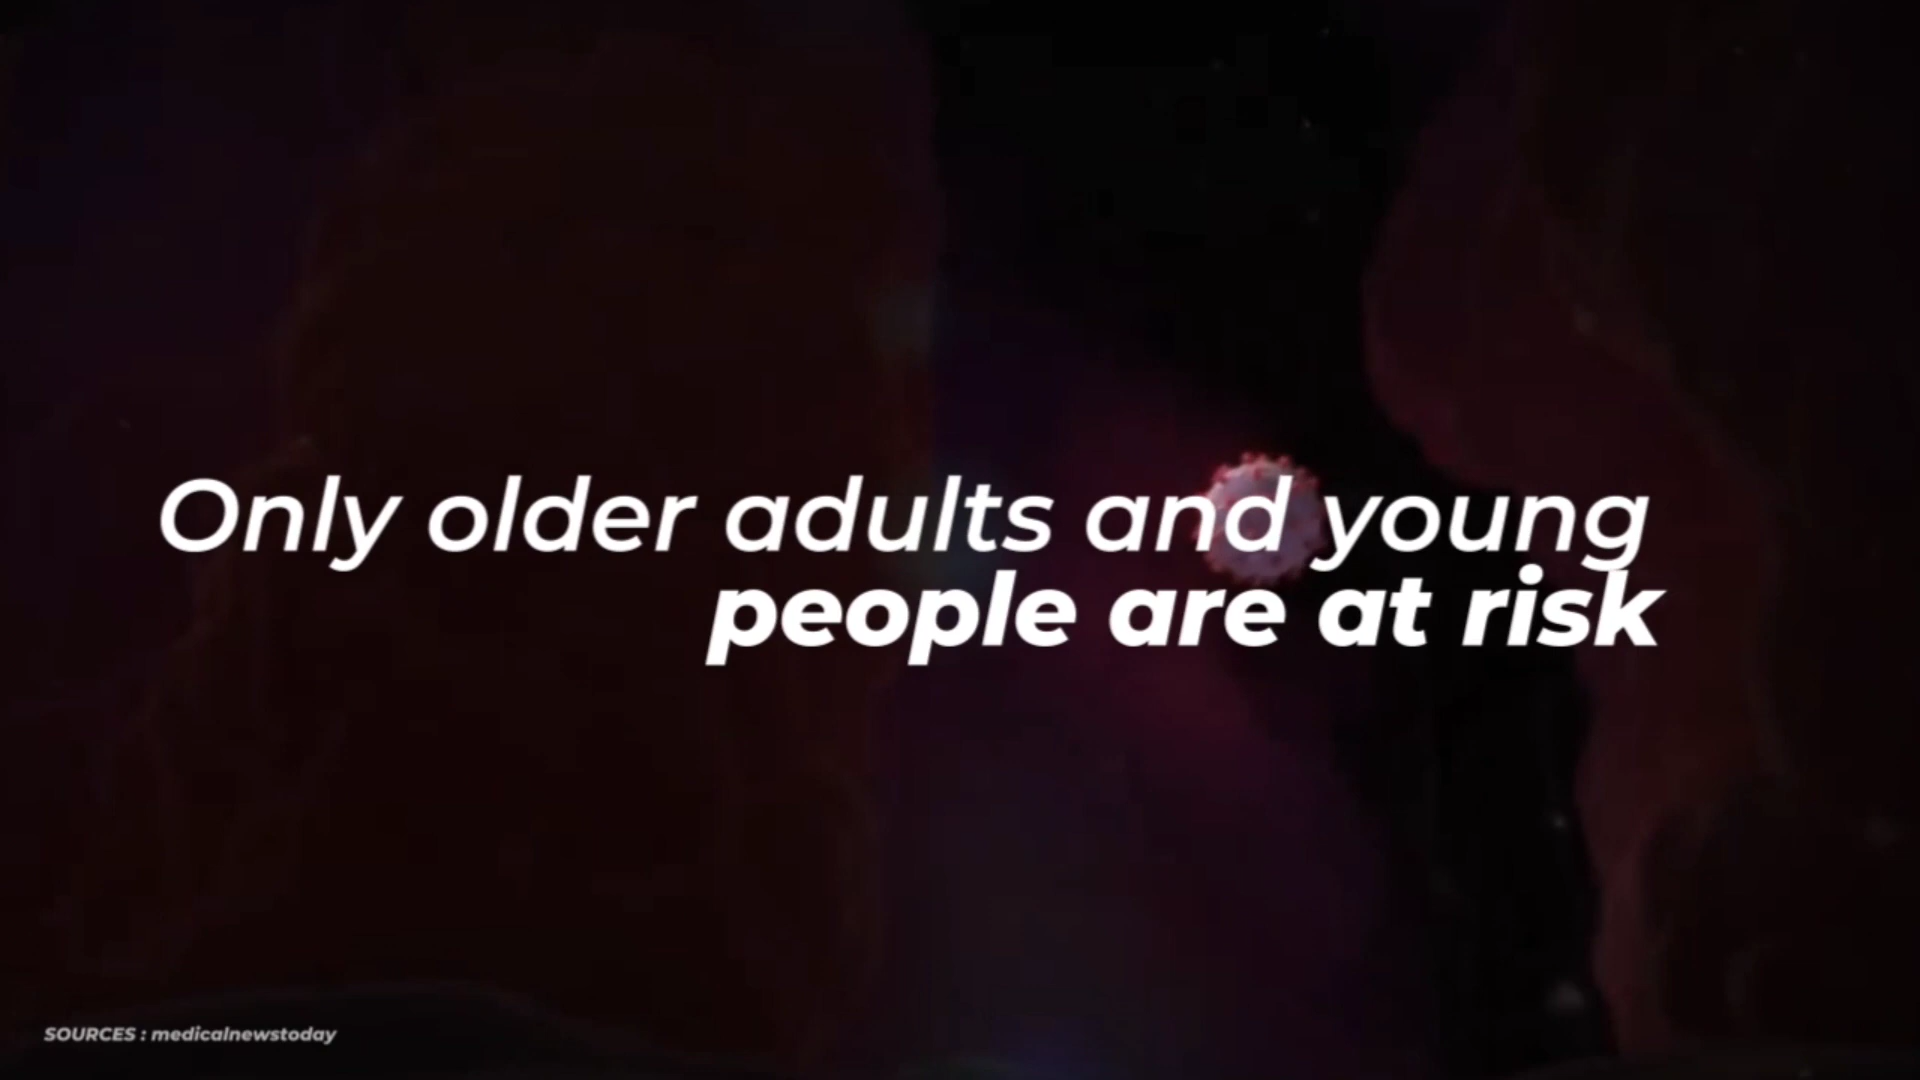 Only older adults and young
people are at risk
SOURCES : medicalnewstoday